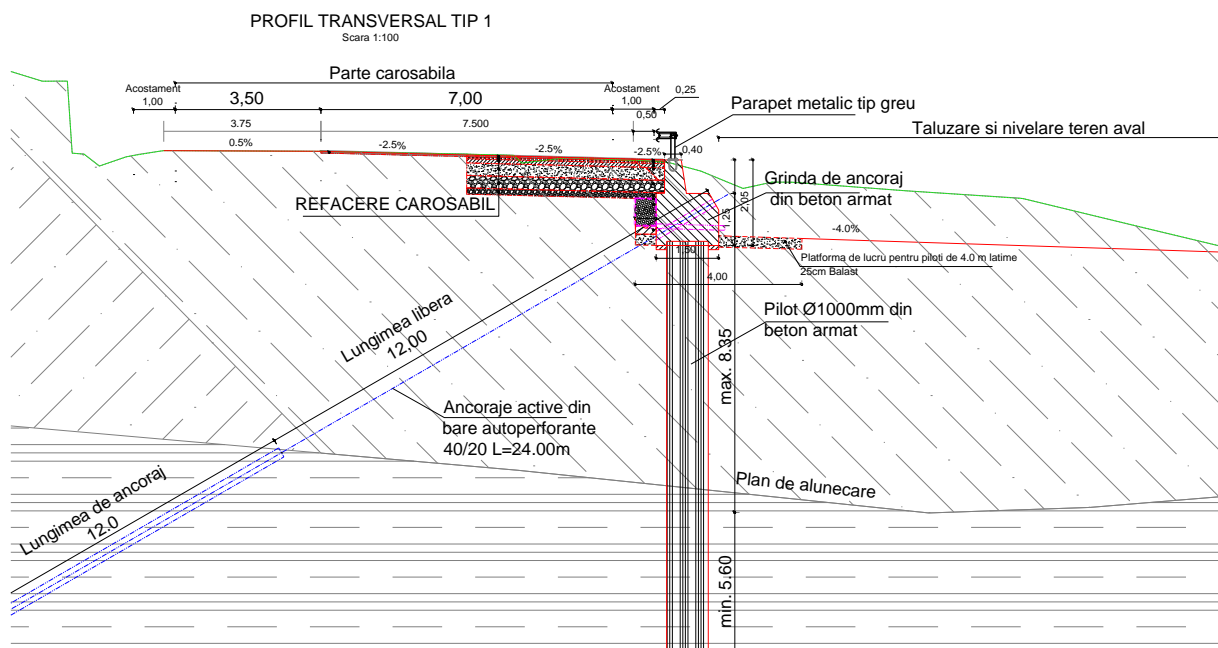 PROFIL TRANSVERSAL TIP 1
Scara 1:100
Parte carosabila
Acostament
1,00
3,50
7,00
Acostament
1,00
0,25
0,50
3.75
7.500
0.5%
-2.5%
-2.5%
-2.5%
0,40
Parapet metalic tip greu
Taluzare si nivelare teren aval
Grinda de ancoraj
din beton armat
REFACERE CAROSABIL
1,25
2,05
-4.0%
1,50
4,00
Platforma de lucru pentru piloti de 4.0 m latime
25cm Balast
Pilot Ø1000mm din
beton armat
max. 8.35
Lungimea libera
12,00
Ancoraje active din
bare autoperforante
40/20 L=24.00m
Plan de alunecare
Lungimea de ancoraj
12.0
min. 5.60